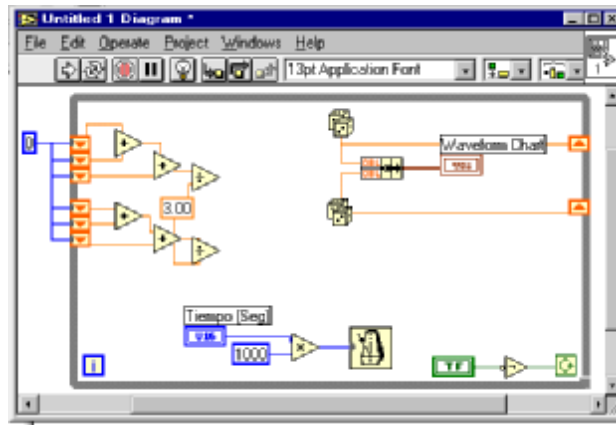 Untitled 1 Diagram *
File Edit Operate Project Windows Help
13pt Application Font
1
0
Waveform Chart
3.00
Tiempo [Seg]
U16
1000
i
TF